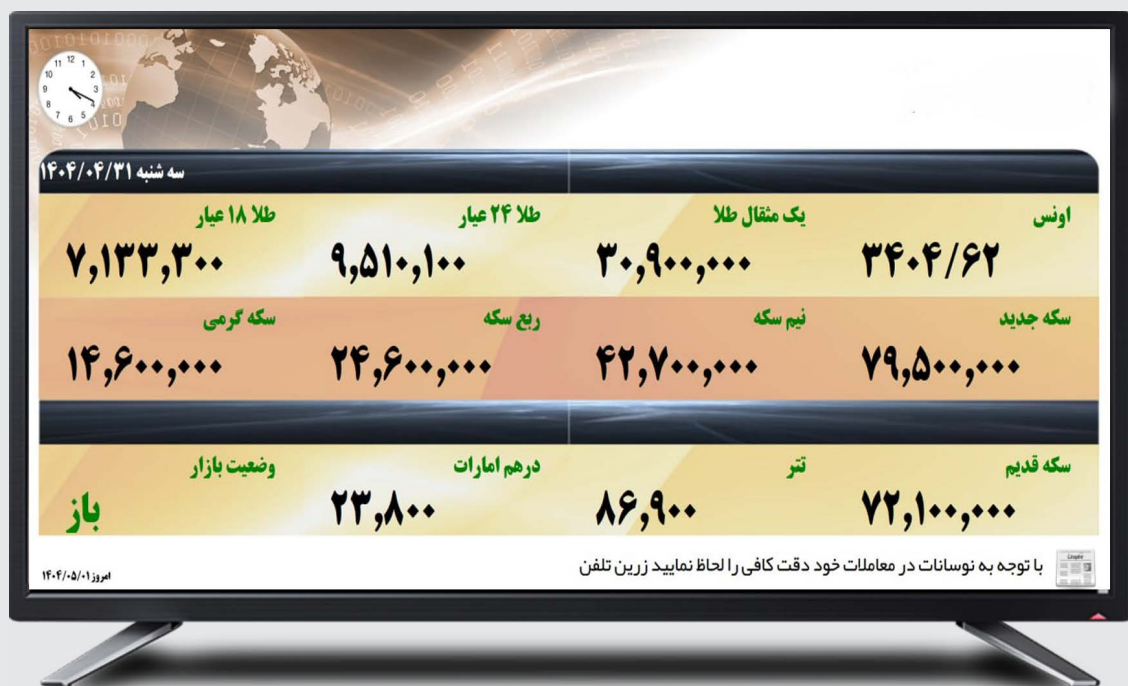 سه شنبه ۱۴۰۴/۰۴/۳۱
اونس
یک مثقال طلا
طلا ۲۴ عیار
طلا ۱۸ عیار
۳۴۰۴/۶۲
۳۰,۹۰۰,۰۰۰
۹,۵۱۰,۱۰۰
۷,۱۳۳,۳۰۰
سکه جدید
نیم سکه
ربع سکه
سکه گرمی
۷۹,۵۰۰,۰۰۰
۴۲,۷۰۰,۰۰۰
۲۴,۶۰۰,۰۰۰
۱۴,۶۰۰,۰۰۰
سکه قدیم
تتر
درهم امارات
وضعیت بازار
۷۲,۱۰۰,۰۰۰
۸۶,۹۰۰
۲۳,۸۰۰
باز
با توجه به نوسانات در معاملات خود دقت کافی را لحاظ نمایید زرین تلفن
امروز ۱۴۰۴/۰۵/۰۱